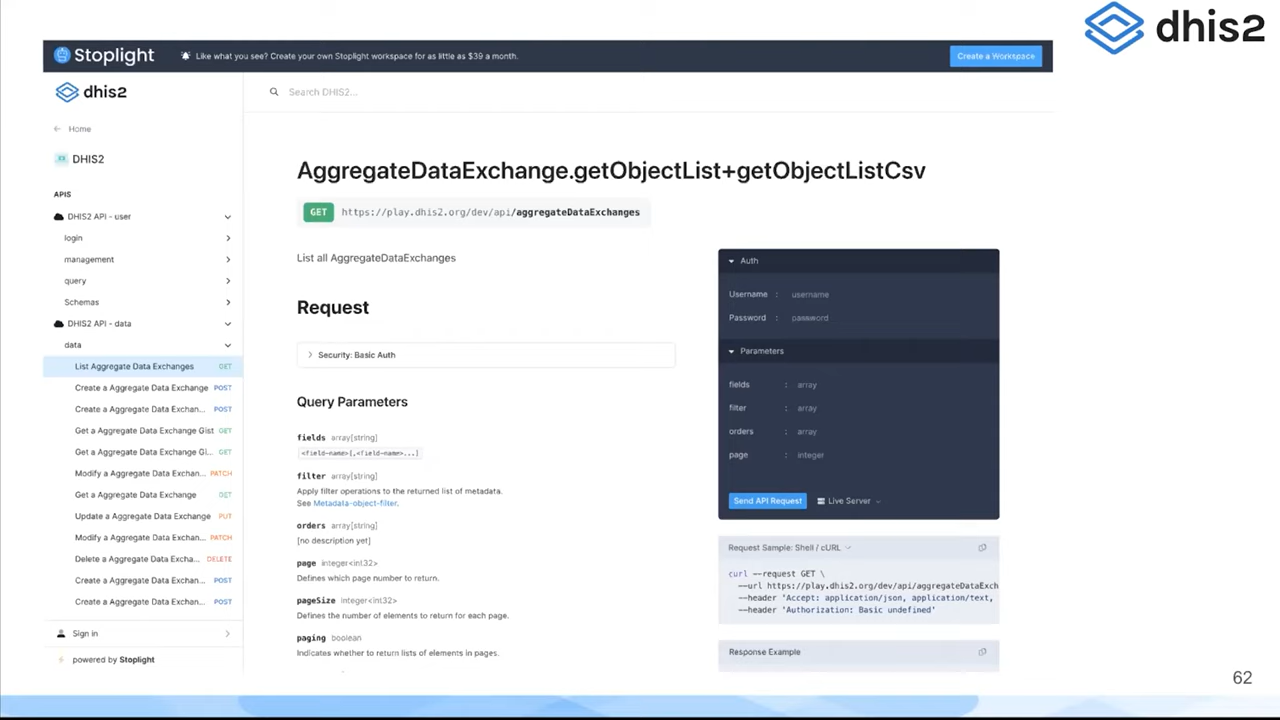 dhis2
Stoplight
Like what you see? Create your own Stoplight workspace for as little as $39 a month.
Create a Workspace
dhis2
Search DHIS2...
Home
DHIS2
APIS
DHIS2 API - user
login
management
query
Schemas
DHIS2 API - data
data
List Aggregate Data Exchanges GET
Create a Aggregate Data Exchange POST
Create a Aggregate Data Exchan... POST
Get a Aggregate Data Exchange Gist GET
Get a Aggregate Data Exchange Gi... GET
Modify a Aggregate Data Exchan... PATCH
Get a Aggregate Data Exchange GET
Update a Aggregate Data Exchange PUT
Modify a Aggregate Data Exchan... PATCH
Delete a Aggregate Data Excha... DELETE
Create a Aggregate Data Exchan... POST
Create a Aggregate Data Exchan... POST
Sign in
powered by Stoplight
AggregateDataExchange.getObjectList+getObjectListCsv
GET https://play.dhis2.org/dev/api/aggregateDataExchanges
List all AggregateDataExchanges
Request
Security: Basic Auth
Query Parameters
fields array[string]
<field-name>[,<field-name>...]
filter array[string]
Apply filter operations to the returned list of metadata.
See Metadata-object-filter.
orders array[string]
[no description yet]
page integer<int32>
Defines which page number to return.
pageSize integer<int32>
Defines the number of elements to return for each page.
paging boolean
Indicates whether to return lists of elements in pages.
Auth
Username : username
Password : password
Parameters
fields : array
filter : array
orders : array
page : integer
Send API Request Live Server
Request Sample: Shell / cURL
curl --request GET \
--url https://play.dhis2.org/dev/api/aggregateDataExch
--header 'Accept: application/json, application/text,
--header 'Authorization: Basic undefined'
Response Example
62